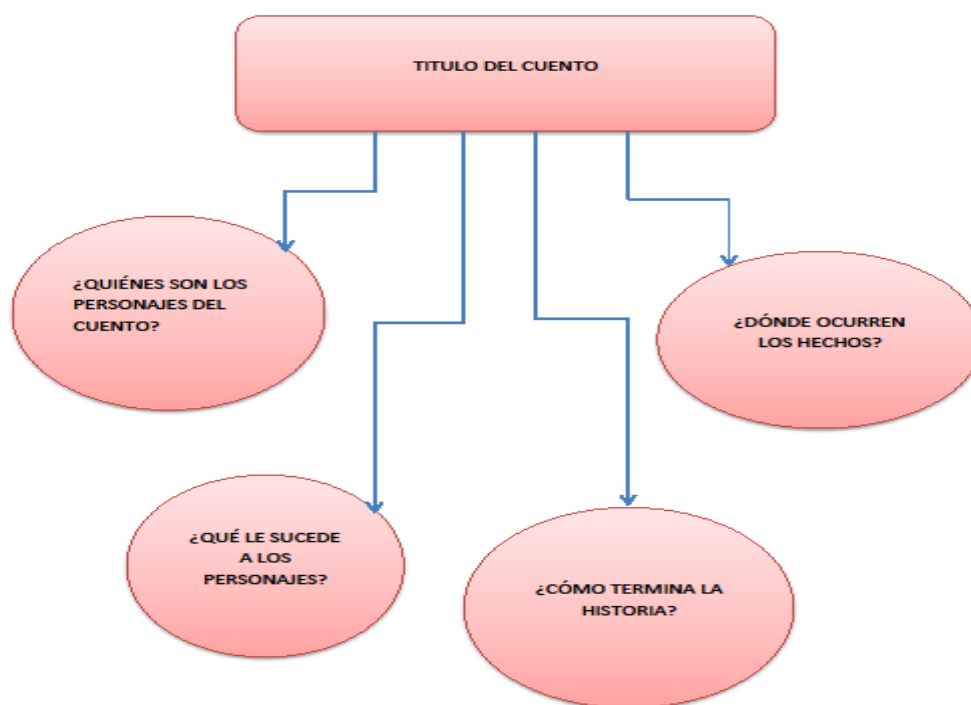 TITULO DEL CUENTO
¿QUIÉNES SON LOS
PERSONAJES DEL
CUENTO?
¿DÓNDE OCURREN
LOS HECHOS?
¿QUÉ LE SUCEDE
A LOS
PERSONAJES?
¿CÓMO TERMINA LA
HISTORIA?